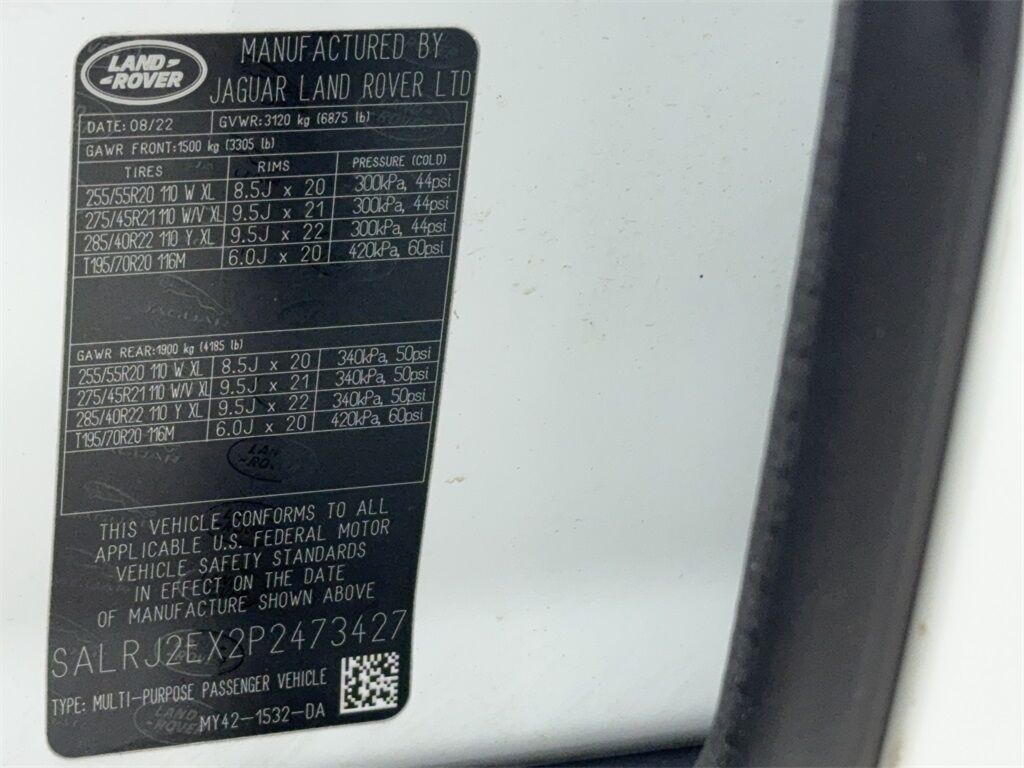 LAND-
-ROVER
MANUFACTURED BY
JAGUAR LAND ROVER LTD
DATE: 08/22 GVWR:3120 kg (6875 lb)
GAWR FRONT:1500 kg (3305 lb)
TIRES RIMS PRESSURE (COLD)
255/55R20 110 W XL 8.5J x 20 300kPa, 44psi
275/45R21 110 W/V XL 9.5J x 21 300kPa, 44psi
285/40R22 110 Y XL 9.5J x 22 300kPa, 44psi
T195/70R20 116M 6.0J x 20 420kPa, 60psi
JAGUAR
GAWR REAR:1900 kg (4185 lb)
255/55R20 110 W XL 8.5J x 20 340kPa, 50psi
275/45R21 110 W/V XL 9.5J x 21 340kPa, 50psi
285/40R22 110 Y XL 9.5J x 22 340kPa, 50psi
T195/70R20 116M 6.0J x 20 420kPa, 60psi
THIS VEHICLE CONFORMS TO ALL
APPLICABLE U.S. FEDERAL MOTOR
VEHICLE SAFETY STANDARDS
IN EFFECT ON THE DATE
OF MANUFACTURE SHOWN ABOVE
SALRJ2EX2P2473427
TYPE: MULTI-PURPOSE PASSENGER VEHICLE
MY42-1532-DA